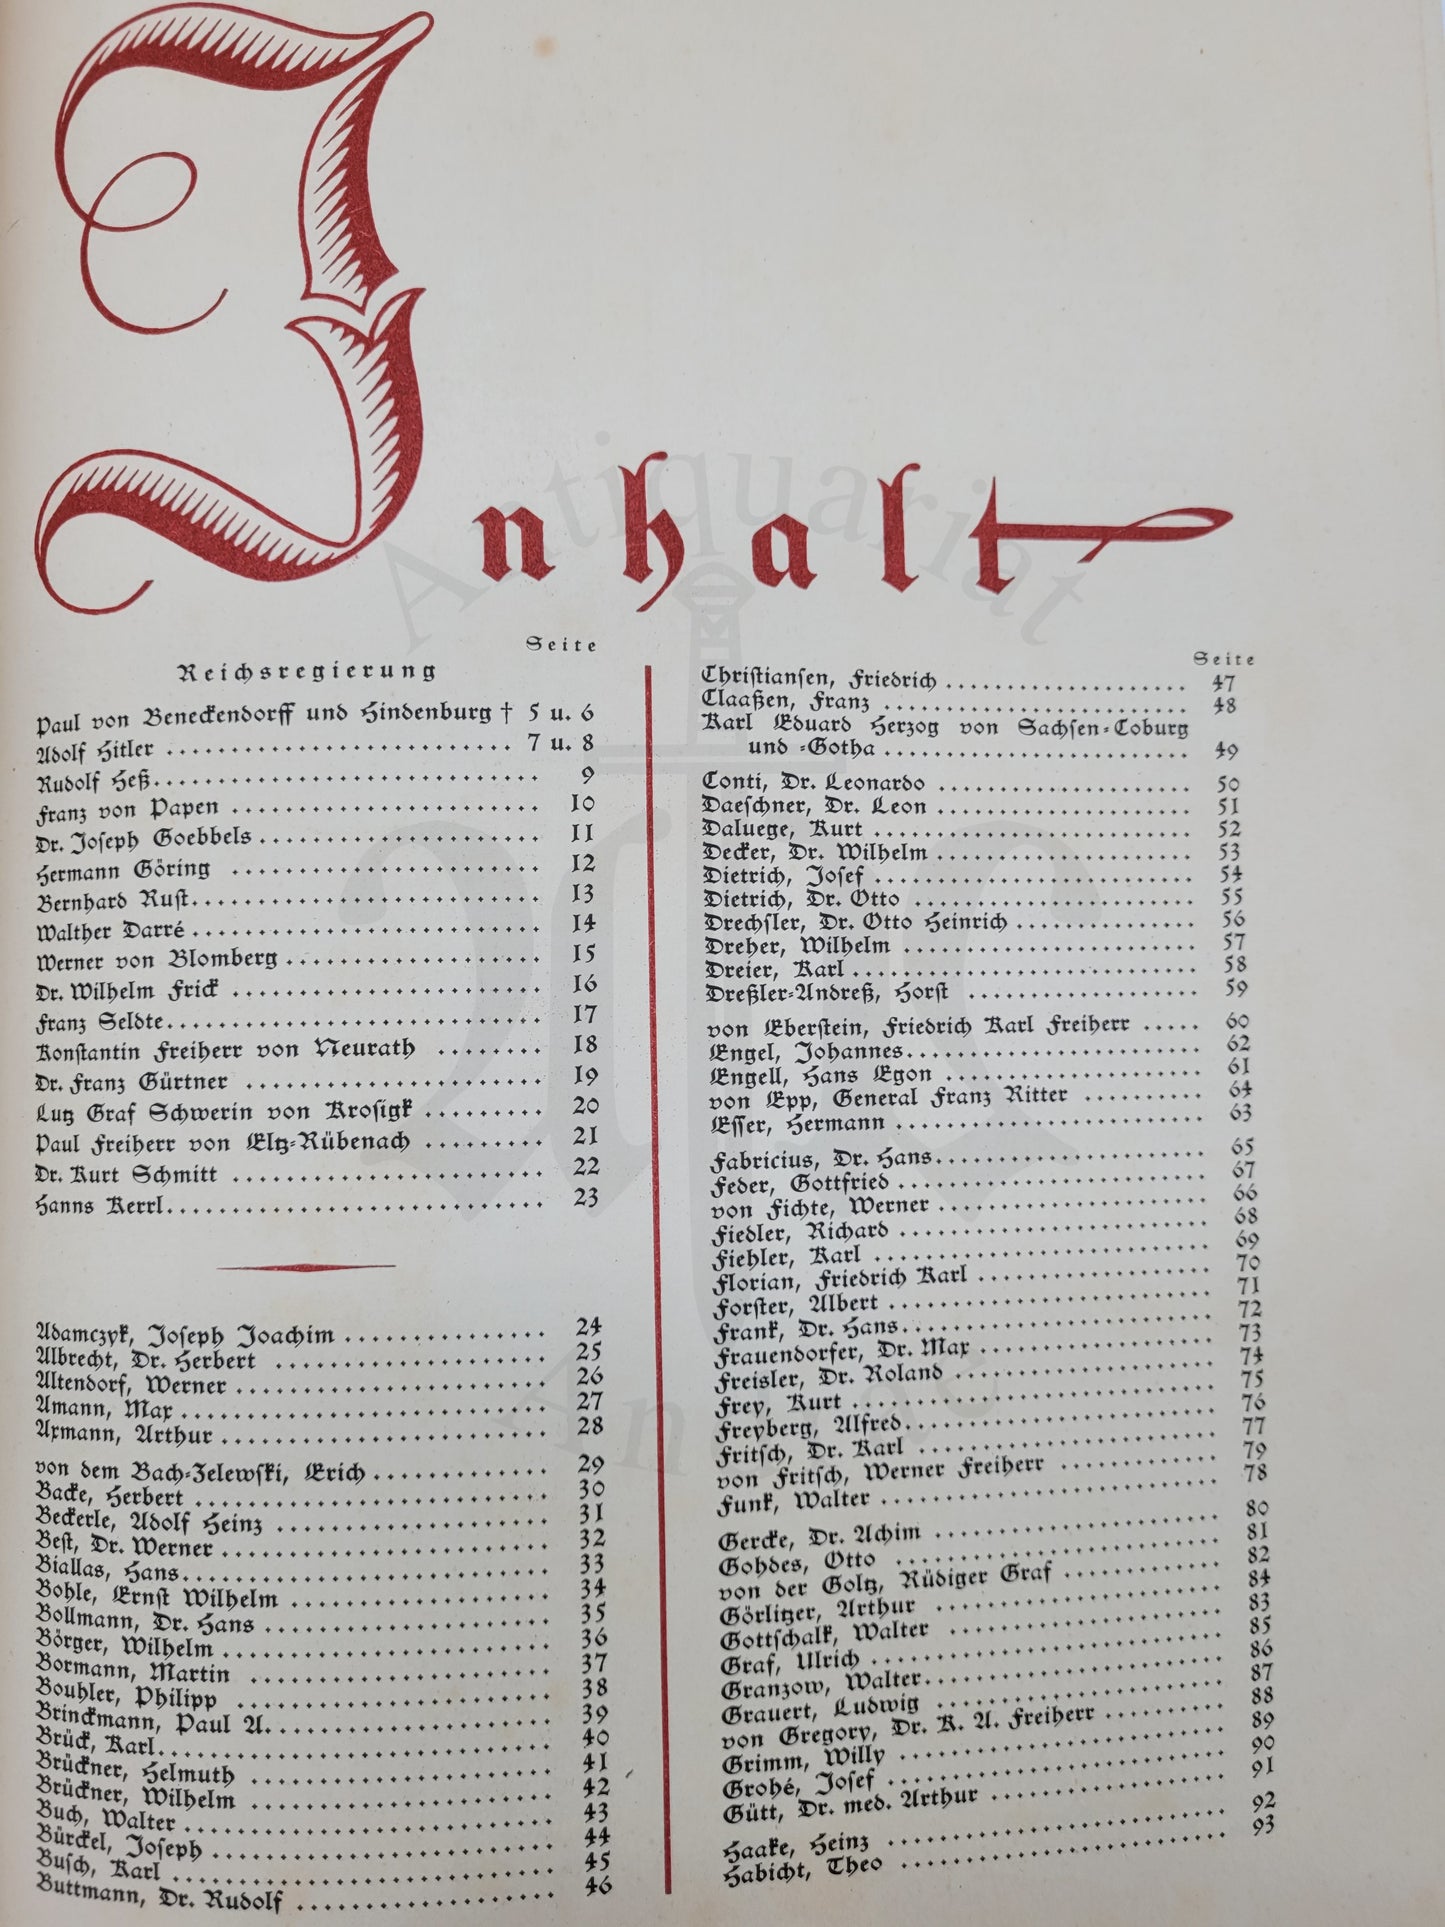 Inhalt
Seite
Reichsregierung
Paul von Beneckendorff und Hindenburg † 5 u. 6
Adolf Hitler 7 u. 8
Rudolf Heß 9
Franz von Papen 10
Dr. Joseph Goebbels 11
Hermann Göring 12
Bernhard Rust 13
Walther Darré 14
Werner von Blomberg 15
Dr. Wilhelm Frick 16
Franz Seldte 17
Konstantin Freiherr von Neurath 18
Dr. Franz Gürtner 19
Lutz Graf Schwerin von Krosigk 20
Paul Freiherr von Eltz-Rübenach 21
Dr. Kurt Schmitt 22
Hanns Kerrl 23
Adamczyk, Joseph Joachim 24
Albrecht, Dr. Herbert 25
Altendorf, Werner 26
Amann, Max 27
Axmann, Arthur 28
von dem Bach-Zelewski, Erich 29
Backe, Herbert 30
Beckerle, Adolf Heinz 31
Best, Dr. Werner 32
Biallas, Hans 33
Bohle, Ernst Wilhelm 34
Bollmann, Dr. Hans 35
Börger, Wilhelm 36
Bormann, Martin 37
Bouhler, Philipp 38
Brinckmann, Paul A. 39
Brück, Karl 40
Brückner, Helmuth 41
Brückner, Wilhelm 42
Buch, Walter 43
Bürckel, Joseph 44
Busch, Karl 45
Buttmann, Dr. Rudolf 46
Seite
Christiansen, Friedrich 47
Claaßen, Franz 48
Karl Eduard Herzog von Sachsen-Coburg
und -Gotha 49
Conti, Dr. Leonardo 50
Daeschner, Dr. Leon 51
Daluege, Kurt 52
Decker, Dr. Wilhelm 53
Dietrich, Josef 54
Dietrich, Dr. Otto 55
Drechsler, Dr. Otto Heinrich 56
Dreher, Wilhelm 57
Dreier, Karl 58
Dreßler-Andreß, Horst 59
von Eberstein, Friedrich Karl Freiherr 60
Engel, Johannes 62
Engell, Hans Egon 61
von Epp, General Franz Ritter 64
Esser, Hermann 63
Fabricius, Dr. Hans 65
Feder, Gottfried 67
von Fichte, Werner 66
Fiedler, Richard 68
Fiehler, Karl 69
Florian, Friedrich Karl 70
Forster, Albert 71
Frank, Dr. Hans 72
Frauendorfer, Dr. Max 73
Freisler, Dr. Roland 74
Frey, Kurt 75
Freyberg, Alfred 76
Fritsch, Dr. Karl 77
von Fritsch, Werner Freiherr 79
Funk, Walter 78
Gercke, Dr. Achim 80
Gohdes, Otto 81
von der Goltz, Rüdiger Graf 82
Görlitzer, Arthur 84
Gottschalk, Walter 83
Graf, Ulrich 85
Granzow, Walter 86
Grauert, Ludwig 87
von Gregory, Dr. K. A. Freiherr 88
Grimm, Willy 89
Grohé, Josef 90
Gütt, Dr. med. Arthur 91
Haake, Heinz 92
Habicht, Theo 93
Antiquariat